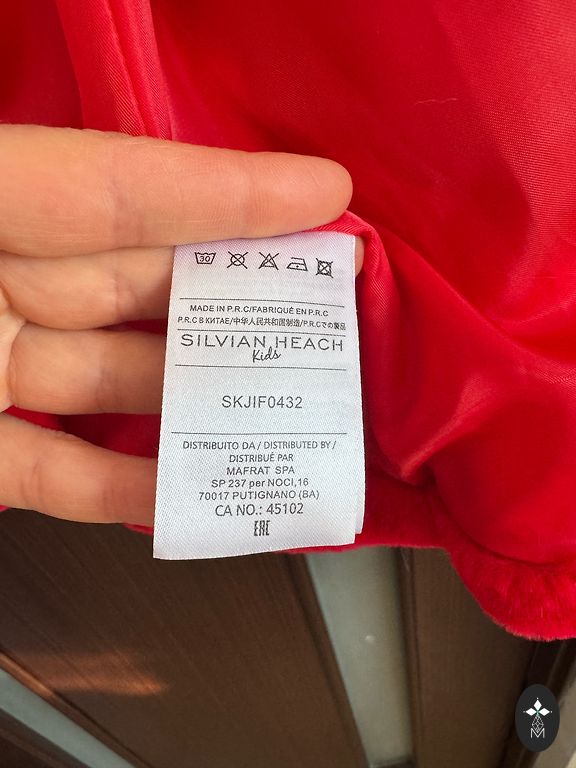 30
MADE IN P.R.C/FABRIQUÉ EN P.R.C
P.R.C В КИТАЕ/中华人民共和国制造/P.R.Cでの製品
SILVIAN HEACH
Kids
SKJIF0432
DISTRIBUITO DA / DISTRIBUTED BY /
DISTRIBUÉ PAR
MAFRAT SPA
SP 237 per NOCI,16
70017 PUTIGNANO (BA)
CA NO.: 45102
EAC
M